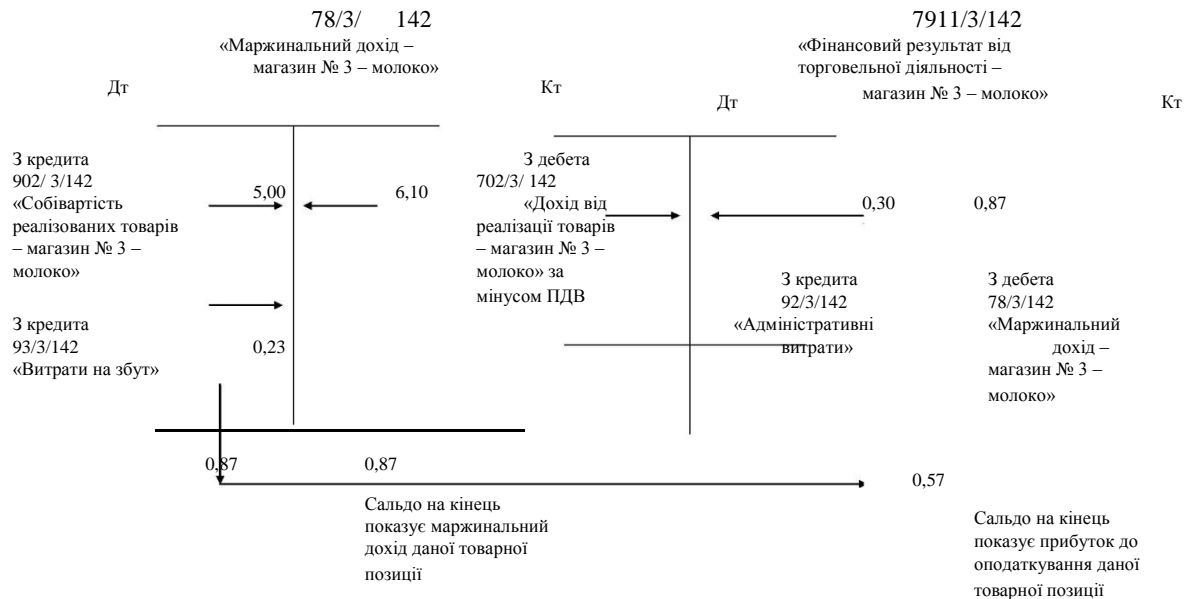 78/3/ 142
«Маржинальний дохід –
магазин № 3 – молоко»
Дт
Кт
З кредита
902/ 3/142
«Собівартість
реалізованих товарів
– магазин № 3 –
молоко»
5,00
6,10
З дебета
702/3/ 142
«Дохід від
реалізації товарів
– магазин № 3 –
молоко» за
мінусом ПДВ
З кредита
93/3/142
«Витрати на збут»
0,23
0,87
0,87
Сальдо на кінець
показує маржинальний
дохід даної товарної
позиції
7911/3/142
«Фінансовий результат від
торговельної діяльності –
магазин № 3 – молоко»
Дт
Кт
0,30
0,87
З кредита
92/3/142
«Адміністративні
витрати»
З дебета
78/3/142
«Маржинальний
дохід –
магазин № 3 –
молоко»
0,57
Сальдо на кінець
показує прибуток до
оподаткування даної
товарної позиції